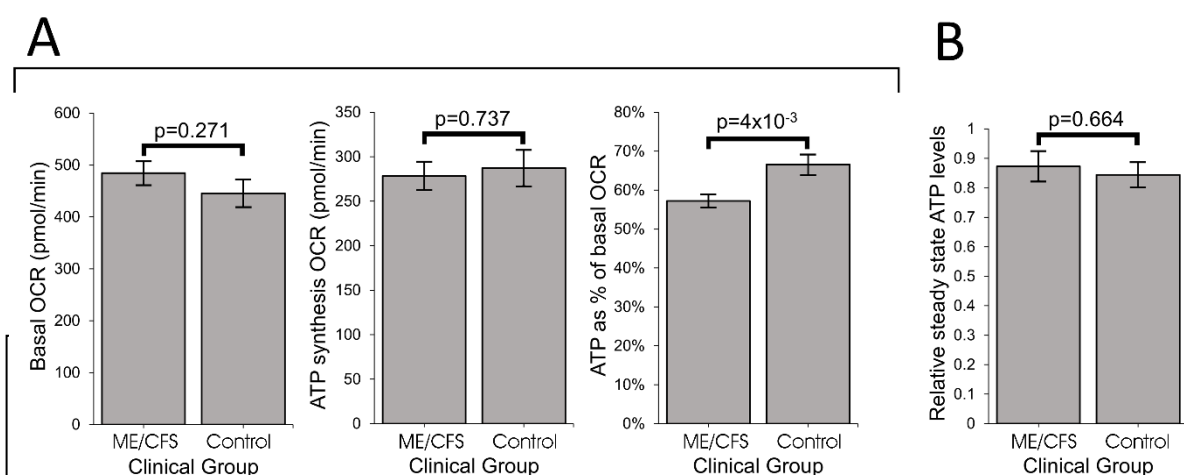 A
B
Basal OCR (pmol/min)
600
500
400
300
200
100
0
p=0.271
ME/CFS Control
Clinical Group
ATP synthesis OCR (pmol/min)
350
300
250
200
150
100
50
0
p=0.737
ME/CFS Control
Clinical Group
ATP as % of basal OCR
80%
70%
60%
50%
40%
30%
20%
10%
0%
p=4x10⁻³
ME/CFS Control
Clinical Group
Relative steady state ATP levels
1
0.9
0.8
0.7
0.6
0.5
0.4
0.3
0.2
0.1
0
p=0.664
ME/CFS Control
Clinical Group